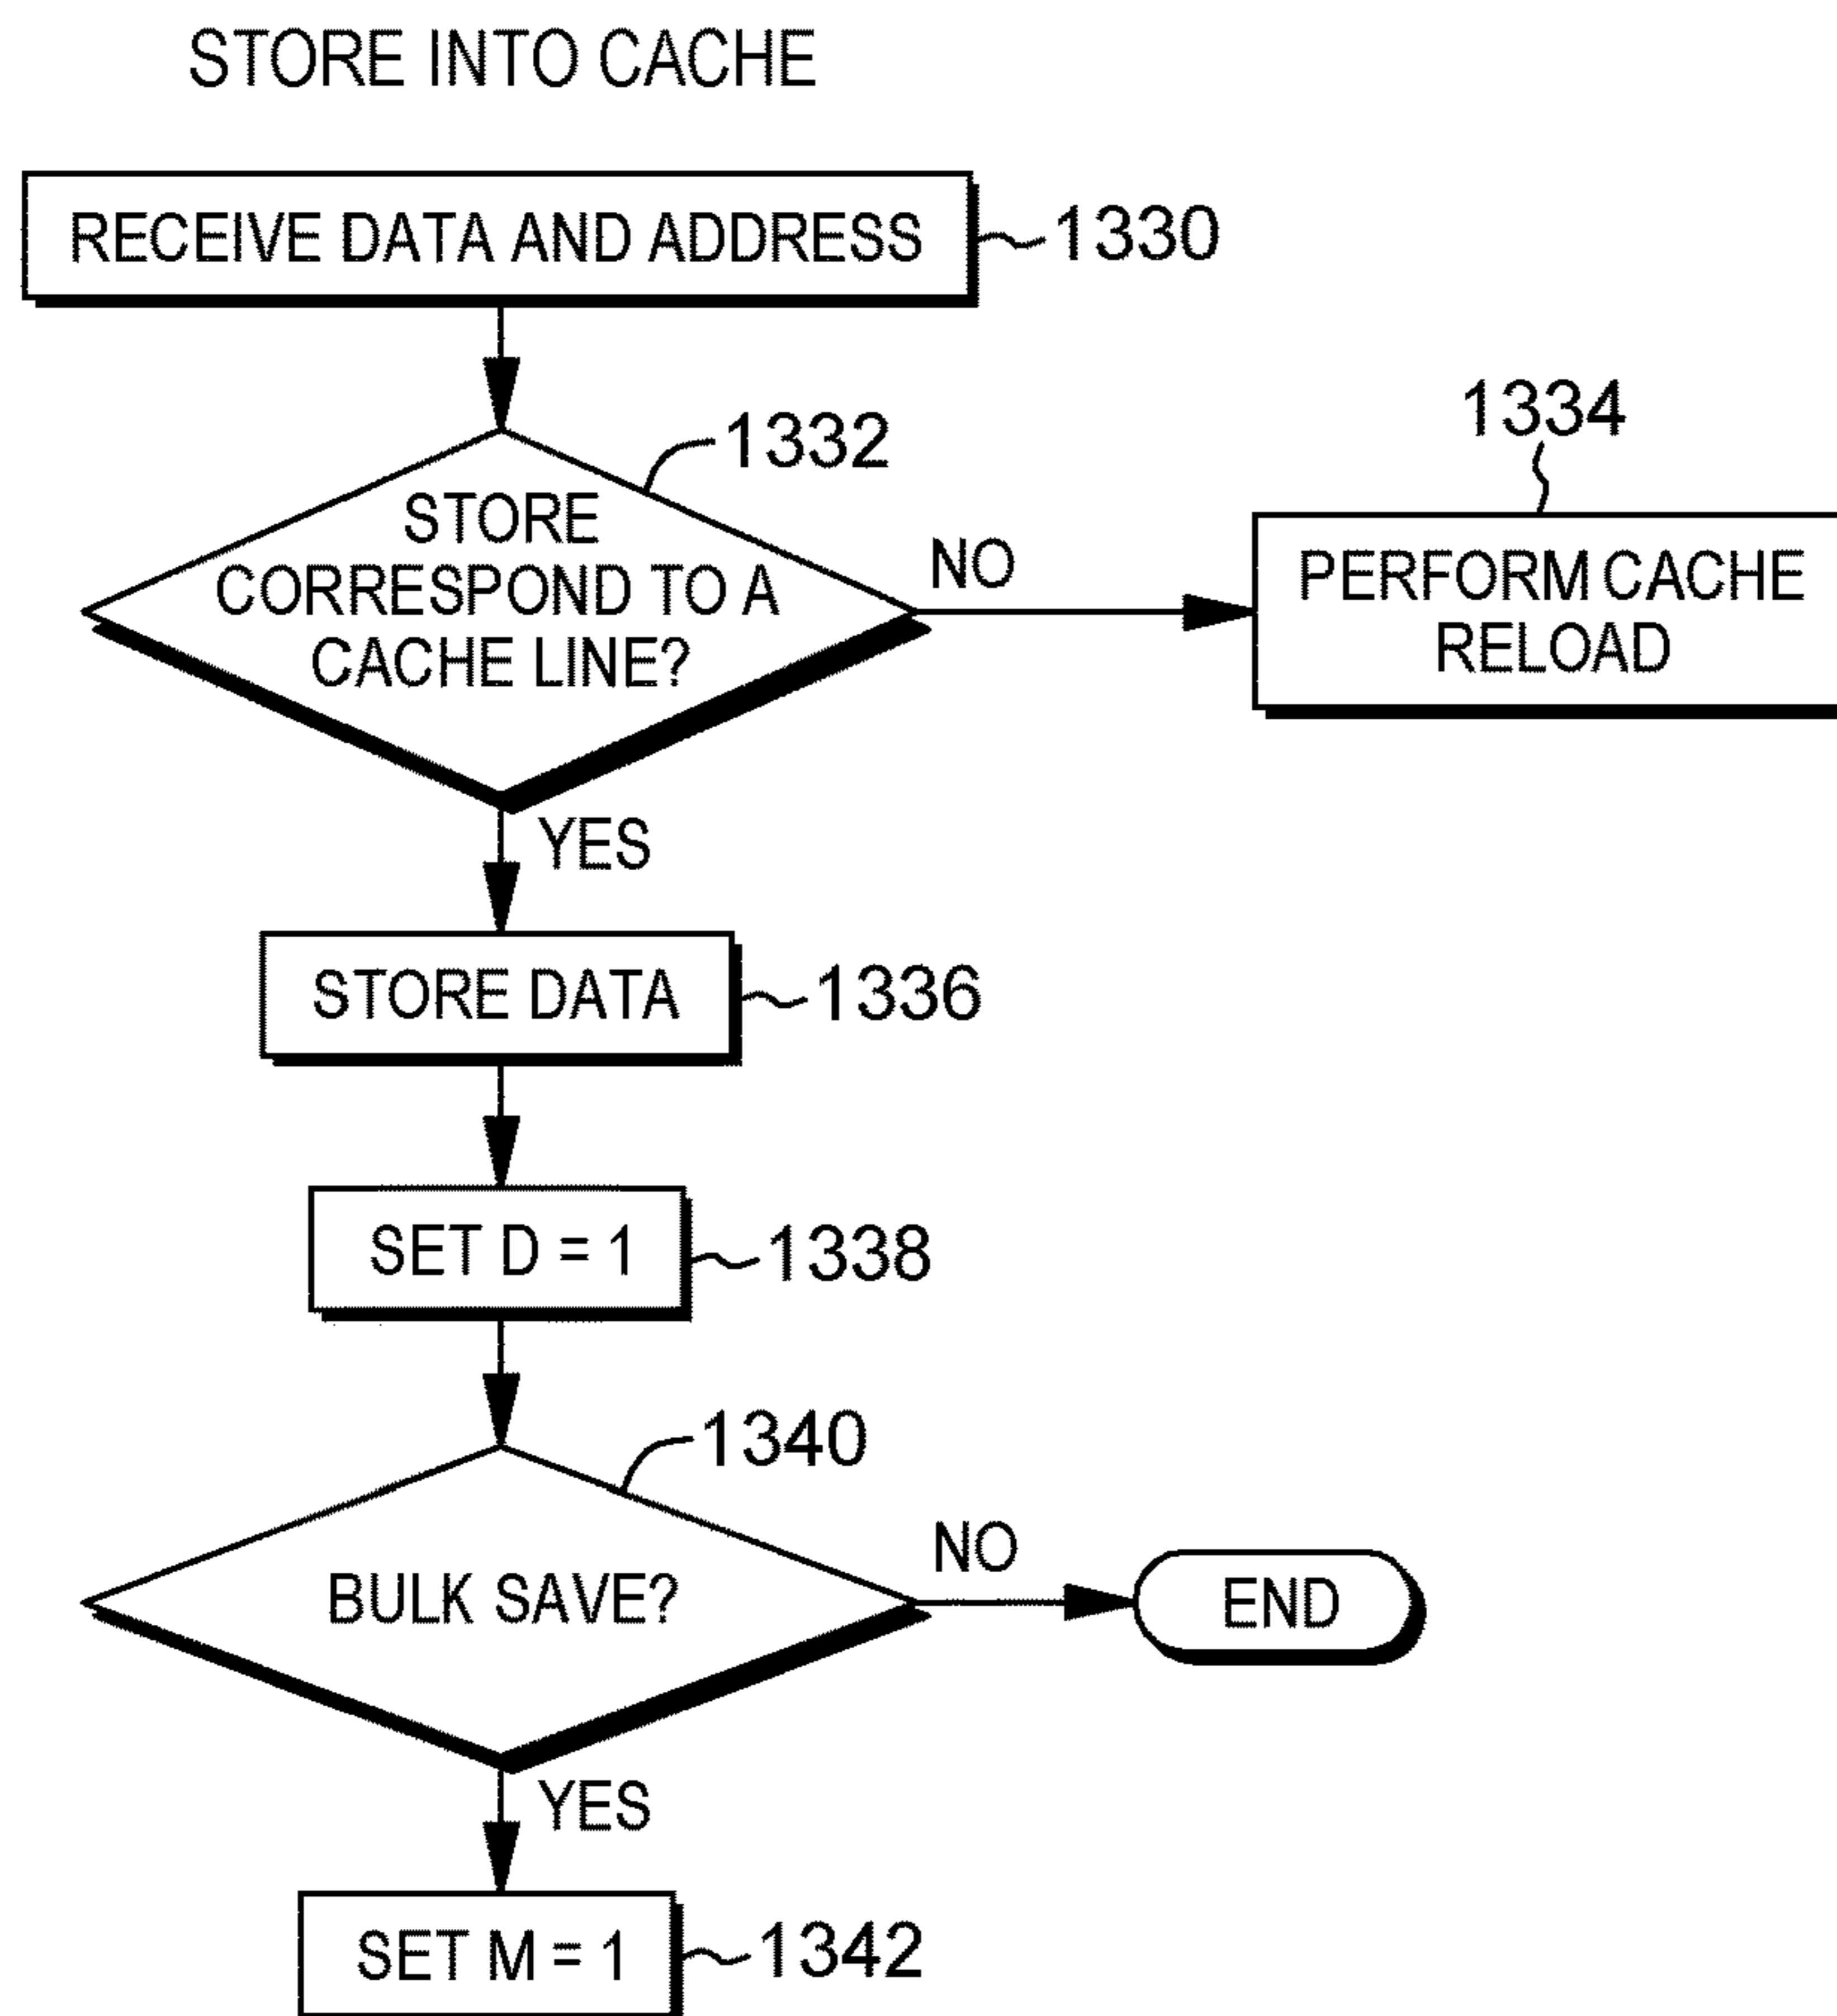 STORE INTO CACHE
RECEIVE DATA AND ADDRESS
1330
1332
STORE
CORRESPOND TO A
CACHE LINE?
NO
1334
PERFORM CACHE
RELOAD
YES
STORE DATA
1336
SET D = 1
1338
1340
BULK SAVE?
NO
END
YES
SET M = 1
1342